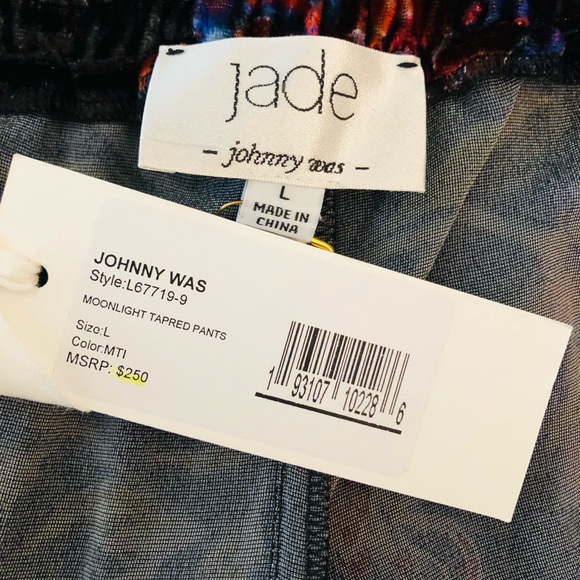 jade
- johnny was -
L
MADE IN
CHINA
JOHNNY WAS
Style:L67719-9
MOONLIGHT TAPRED PANTS
Size:L
Color:MTI
MSRP: $250
1 93107 10228 6